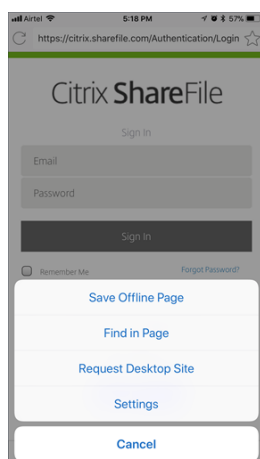 Airtel 5:18 PM 57%
https://citrix.sharefile.com/Authentication/Login
Citrix ShareFile
Sign In
Email
Password
Sign In
Remember Me Forgot Password?
Save Offline Page
Find in Page
Request Desktop Site
Settings
Cancel